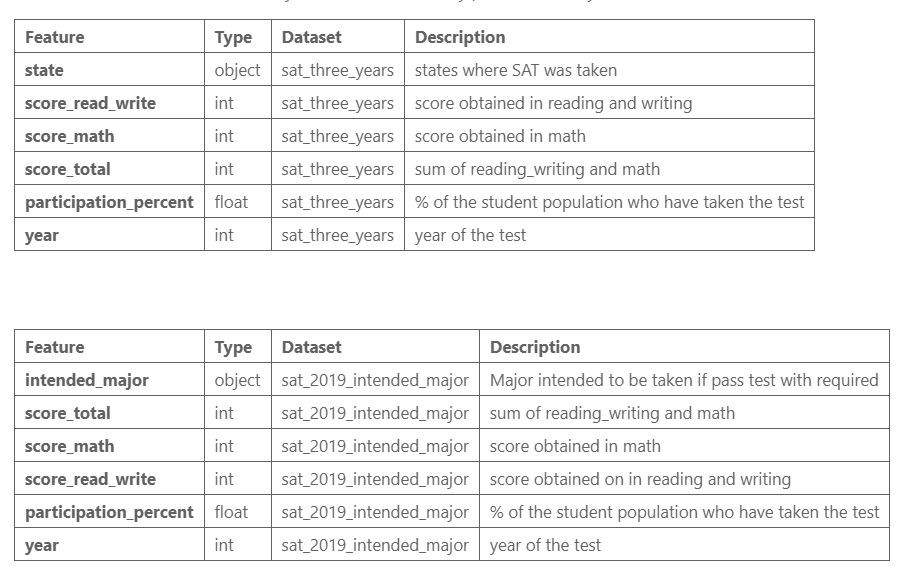 Feature Type Dataset Description
state object sat_three_years states where SAT was taken
score_read_write int sat_three_years score obtained in reading and writing
score_math int sat_three_years score obtained in math
score_total int sat_three_years sum of reading_writing and math
participation_percent float sat_three_years % of the student population who have taken the test
year int sat_three_years year of the test
Feature Type Dataset Description
intended_major object sat_2019_intended_major Major intended to be taken if pass test with required
score_total int sat_2019_intended_major sum of reading_writing and math
score_math int sat_2019_intended_major score obtained in math
score_read_write int sat_2019_intended_major score obtained on in reading and writing
participation_percent float sat_2019_intended_major % of the student population who have taken the test
year int sat_2019_intended_major year of the test